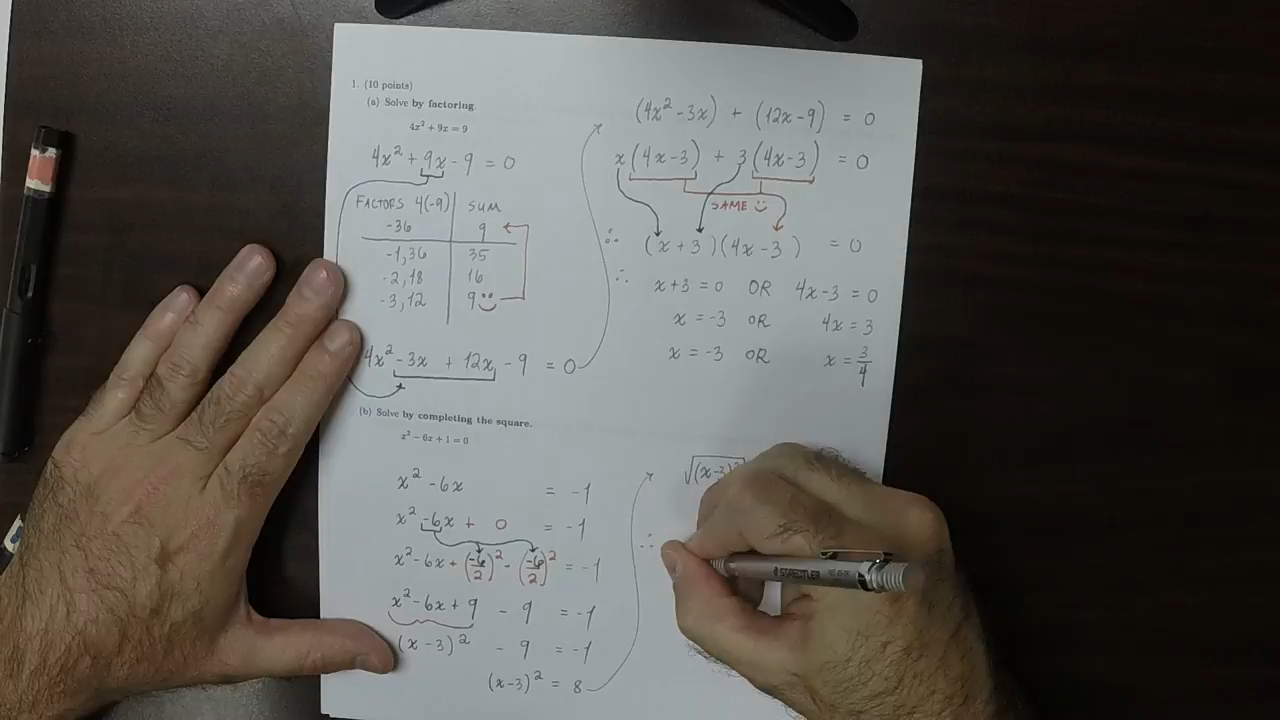 1. (10 points)
(a) Solve by factoring.
4x² + 9x = 9
4x² + 9x - 9 = 0
FACTORS 4(-9) | SUM
-36 | 9
-1, 36 | 35
-2, 18 | 16
-3, 12 | 9
4x² - 3x + 12x - 9 = 0
(4x² - 3x) + (12x - 9) = 0
x(4x - 3) + 3(4x - 3) = 0
SAME
∴ (x + 3)(4x - 3) = 0
∴ x + 3 = 0 OR 4x - 3 = 0
x = -3 OR 4x = 3
x = -3 OR x = 3/4
(b) Solve by completing the square.
x² - 6x + 1 = 0
x² - 6x = -1
x² - 6x + 0 = -1
x² - 6x + (-6/2)² - (-6/2)² = -1
x² - 6x + 9 - 9 = -1
(x - 3)² - 9 = -1
(x - 3)² = 8
√(x - 3)²
∴
STAEDTLER